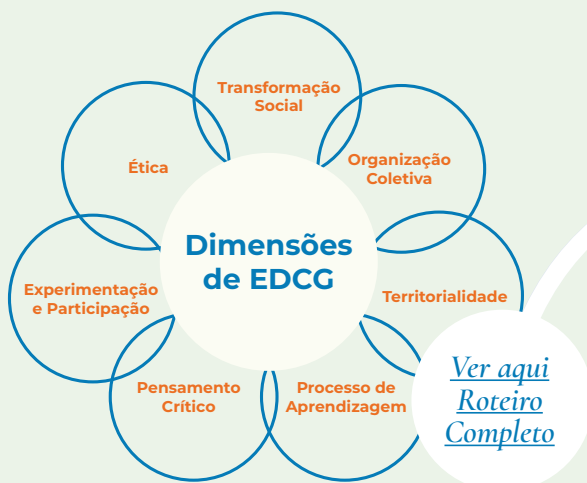 Transformação
Social
Ética
Organização
Coletiva
Dimensões
de EDCG
Experimentação
e Participação
Territorialidade
Pensamento
Crítico
Processo de
Aprendizagem
Ver aqui
Roteiro
Completo